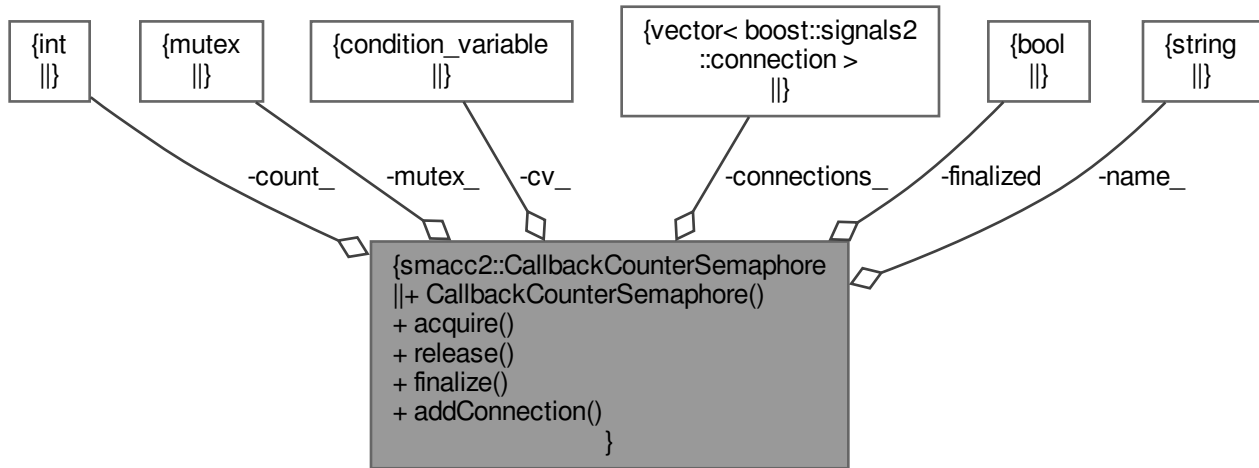 {int
||}
{mutex
||}
{condition_variable
||}
{vector< boost::signals2
::connection >
||}
{bool
||}
{string
||}
-count_
-mutex_
-cv_
-connections_
-finalized
-name_
{smacc2::CallbackCounterSemaphore
||+ CallbackCounterSemaphore()
+ acquire()
+ release()
+ finalize()
+ addConnection()
}